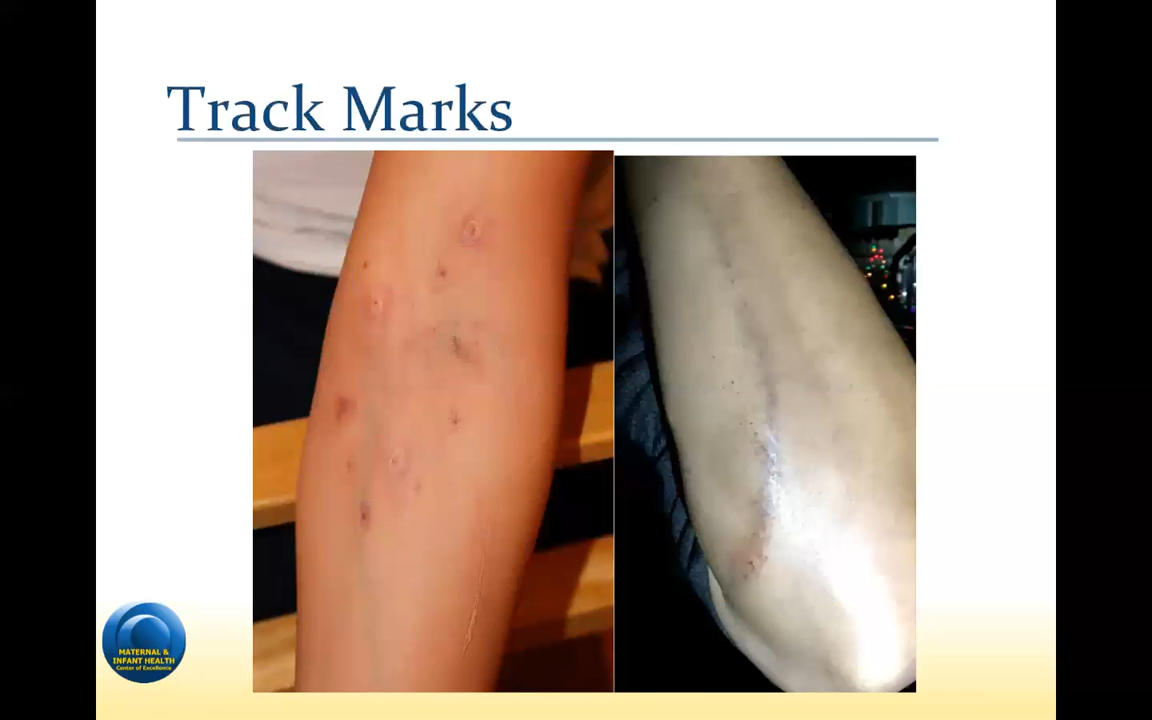 Track Marks
MATERNAL &
INFANT HEALTH
Center of Excellence